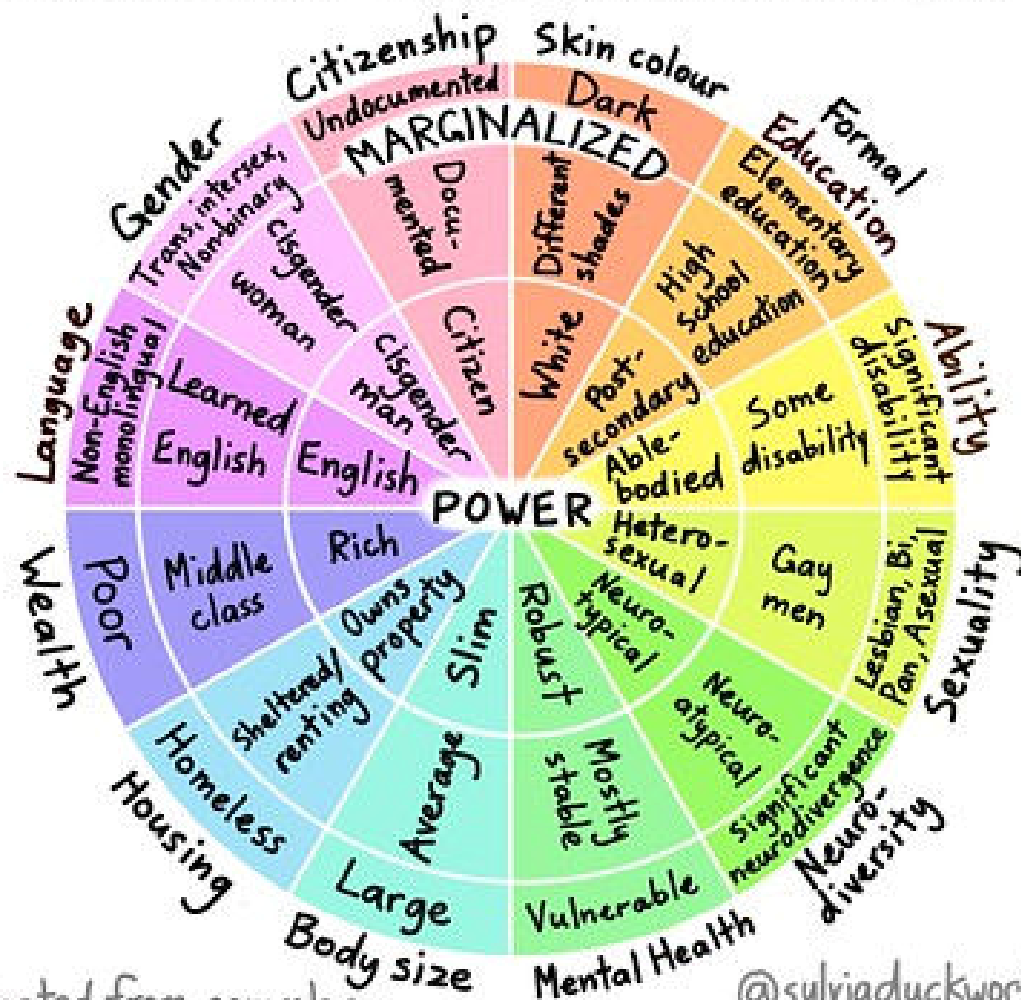 Citizenship
Undocumented
Docu-
mented
Citizen
Skin colour
Dark
Different
shades
White
Formal
Education
Elementary
education
High
School
education
Post-
secondary
Ability
Significant
disability
Some
disability
Able-
bodied
Sexuality
Lesbian, Bi,
Pan, Asexual
Gay
men
Hetero-
sexual
Neuro-
diversity
Significant
neurodivergence
Neuro-
atypical
Neuro-
typical
Mental Health
Vulnerable
Mostly
stable
Robust
Body size
Large
Average
Slim
Housing
Homeless
Sheltered/
renting
Owns
property
Wealth
Poor
Middle
class
Rich
Language
Non-English
monolingual
Learned
English
English
Gender
Trans, intersex,
Non-binary
Cisgender
woman
Cisgender
man
MARGINALIZED
POWER
@sylviaduckwor